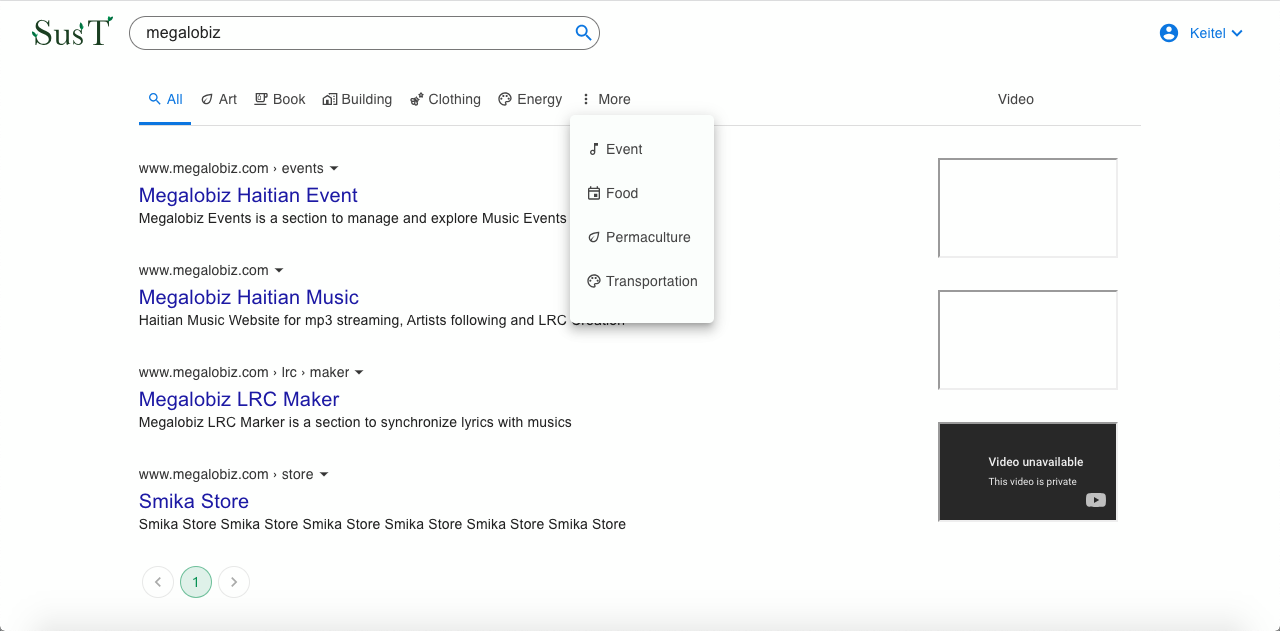 SusT
megalobiz
Keitel
All Art Book Building Clothing Energy More
Video
Event
Food
Permaculture
Transportation
www.megalobiz.com › events
Megalobiz Haitian Event
Megalobiz Events is a section to manage and explore Music Events
www.megalobiz.com
Megalobiz Haitian Music
Haitian Music Website for mp3 streaming, Artists following and LRC Creation
www.megalobiz.com › lrc › maker
Megalobiz LRC Maker
Megalobiz LRC Marker is a section to synchronize lyrics with musics
www.megalobiz.com › store
Smika Store
Smika Store Smika Store Smika Store Smika Store Smika Store Smika Store
Video unavailable
This video is private
1